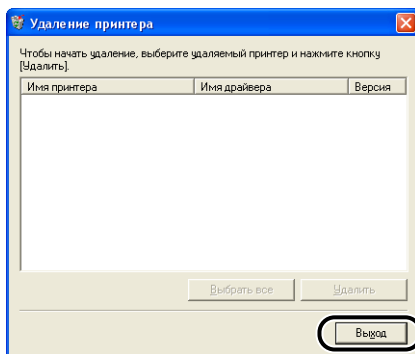 Удаление принтера
Чтобы начать удаление, выберите удаляемый принтер и нажмите кнопку
[Удалить].
Имя принтера Имя драйвера Версия
Выбрать все Удалить
Выход